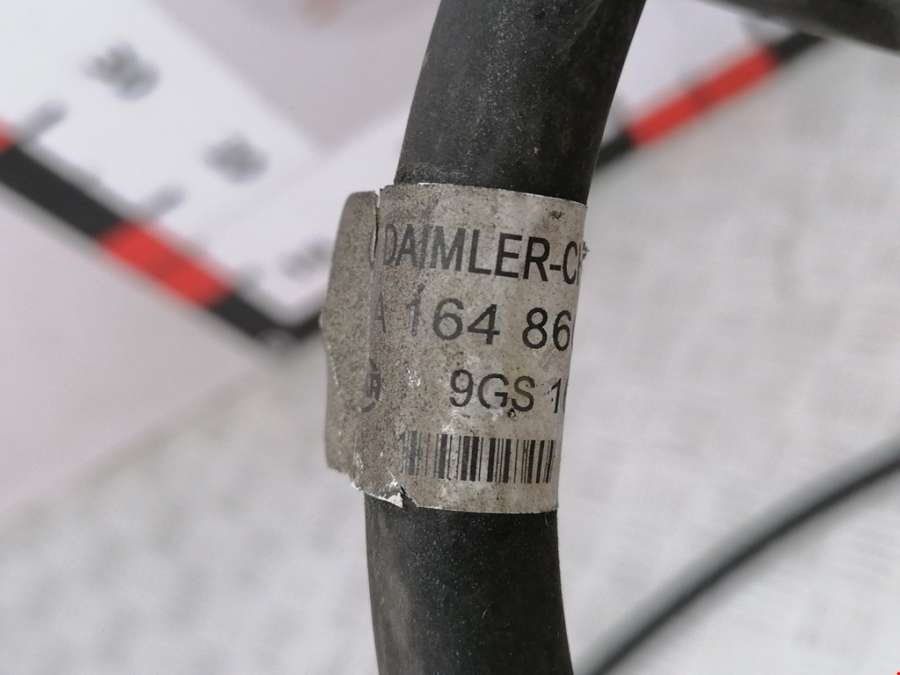 DAIMLER-C
A 164 86
9GS 1